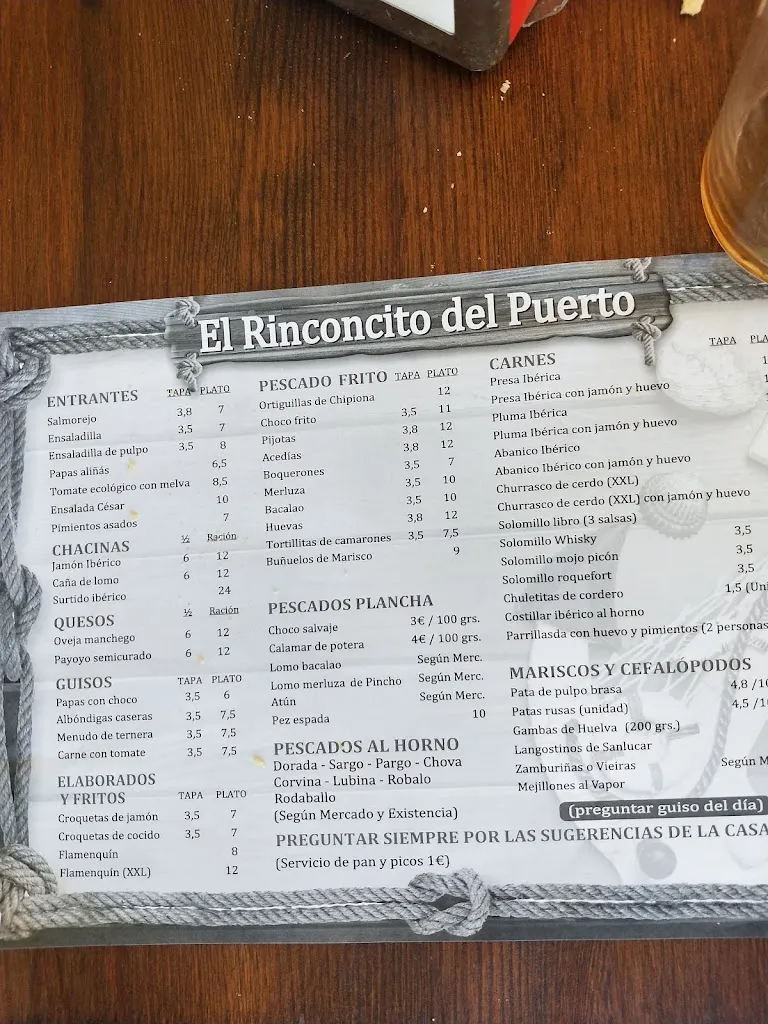 El Rinconcito del Puerto
ENTRANTES TAPA PLATO
Salmorejo 3,8 7
Ensaladilla 3,5 7
Ensaladilla de pulpo 3,5 8
Papas aliñás 6,5
Tomate ecológico con melva 8,5
Ensalada César 10
Pimientos asados 7
CHACINAS ½ Ración
Jamón Ibérico 6 12
Caña de lomo 6 12
Surtido ibérico 24
QUESOS ½ Ración
Oveja manchego 6 12
Payoyo semicurado 6 12
GUISOS TAPA PLATO
Papas con choco 3,5 6
Albóndigas caseras 3,5 7,5
Menudo de ternera 3,5 7,5
Carne con tomate 3,5 7,5
ELABORADOS
Y FRITOS TAPA PLATO
Croquetas de jamón 3,5 7
Croquetas de cocido 3,5 7
Flamenquín 8
Flamenquín (XXL) 12
PESCADO FRITO TAPA PLATO
Ortiguillas de Chipiona 12
Choco frito 3,5 11
Pijotas 3,8 12
Acedías 3,8 12
Boquerones 3,5 7
Merluza 3,5 10
Bacalao 3,5 10
Huevas 3,8 12
Tortillitas de camarones 3,5 7,5
Buñuelos de Marisco 9
PESCADOS PLANCHA
Choco salvaje 3€ / 100 grs.
Calamar de potera 4€ / 100 grs.
Lomo bacalao Según Merc.
Lomo merluza de Pincho Según Merc.
Atún Según Merc.
Pez espada 10
PESCADOS AL HORNO
Dorada - Sargo - Pargo - Chova
Corvina - Lubina - Robalo
Rodaballo
(Según Mercado y Existencia)
CARNES TAPA PLA
Presa Ibérica
Presa Ibérica con jamón y huevo
Pluma Ibérica
Pluma Ibérica con jamón y huevo
Abanico Ibérico
Abanico Ibérico con jamón y huevo
Churrasco de cerdo (XXL)
Churrasco de cerdo (XXL) con jamón y huevo
Solomillo libro (3 salsas)
Solomillo Whisky 3,5
Solomillo mojo picón 3,5
Solomillo roquefort 3,5
Chuletitas de cordero 1,5 (Uni
Costillar ibérico al horno
Parrillasda con huevo y pimientos (2 personas
MARISCOS Y CEFALÓPODOS
Pata de pulpo brasa 4,8 /10
Patas rusas (unidad) 4,5 /10
Gambas de Huelva (200 grs.)
Langostinos de Sanlucar
Zamburiñas o Vieiras Según M
Mejillones al Vapor
(preguntar guiso del día)
PREGUNTAR SIEMPRE POR LAS SUGERENCIAS DE LA CASA
(Servicio de pan y picos 1€)